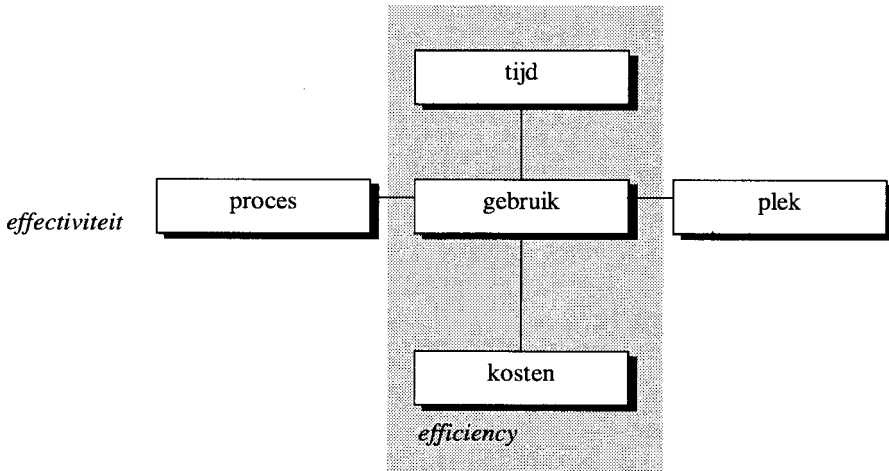 tijd
proces
gebruik
plek
effectiviteit
kosten
efficiency